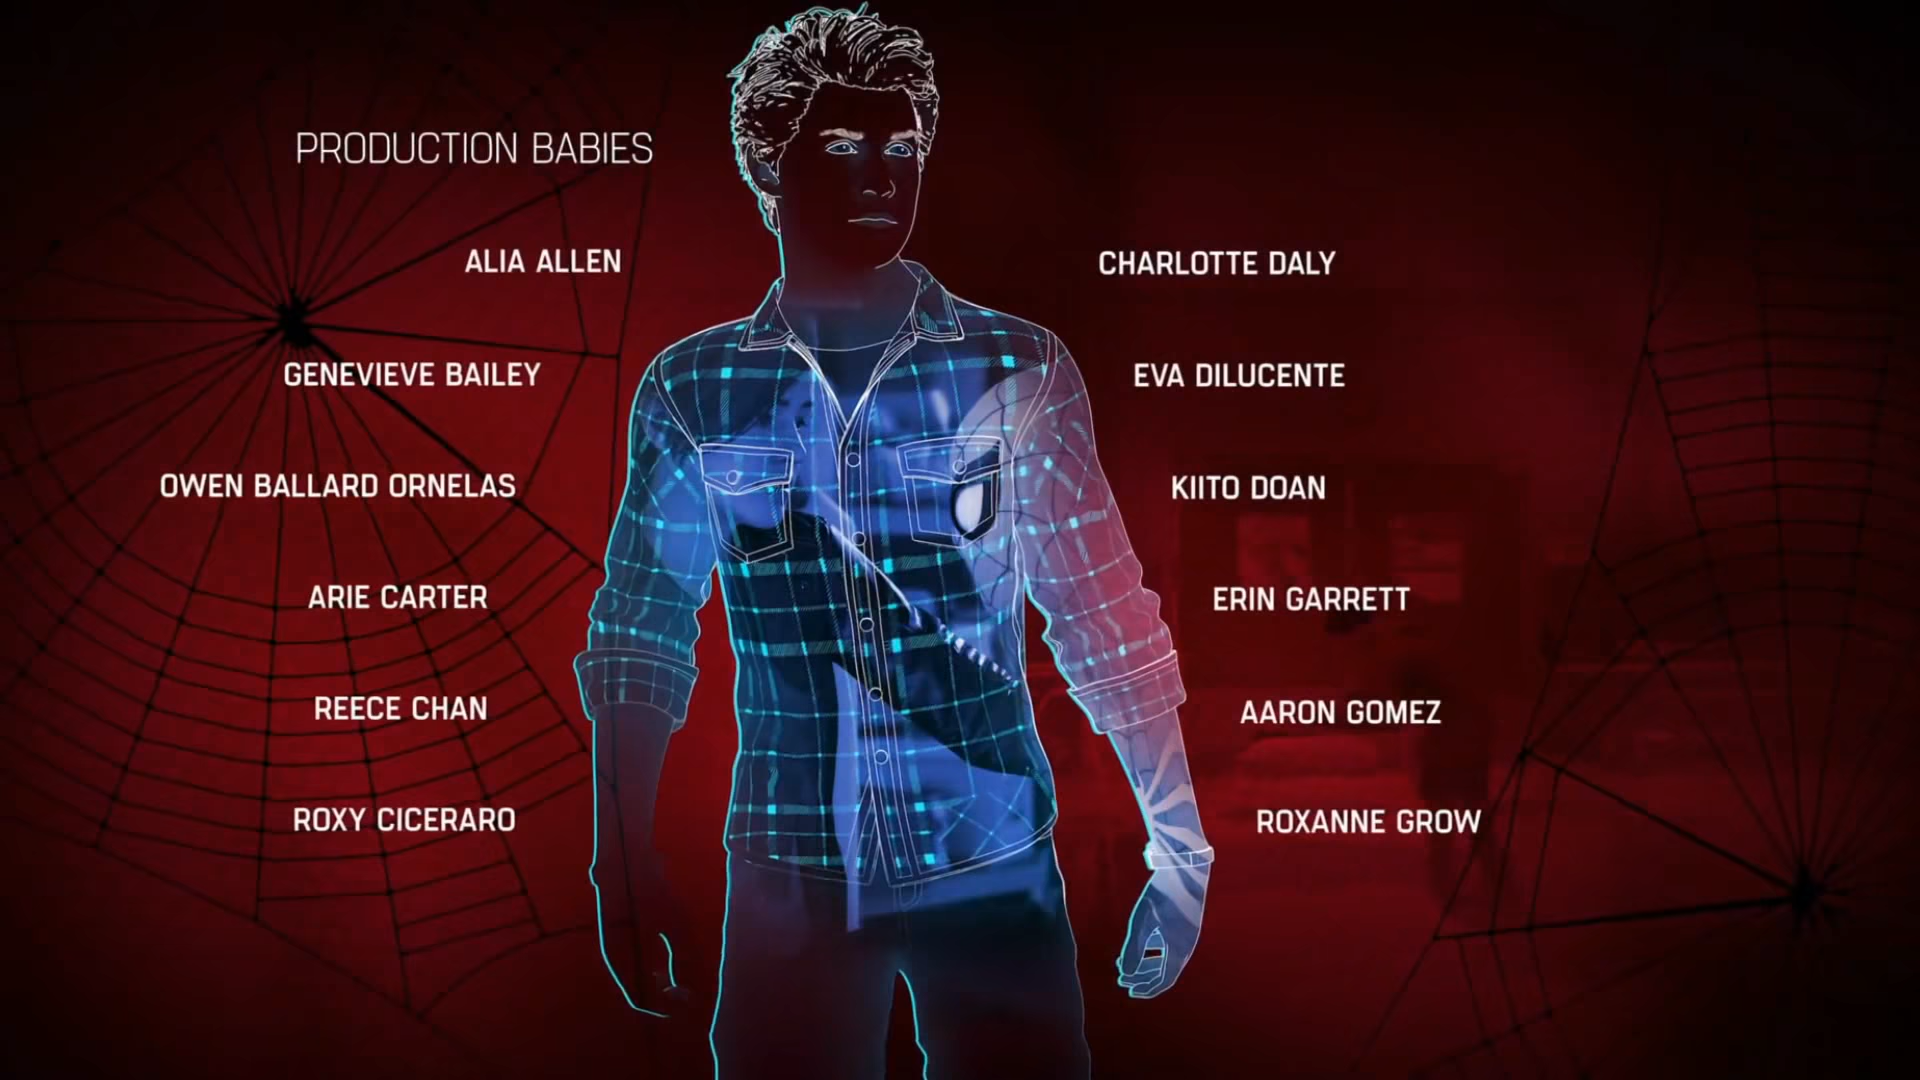 PRODUCTION BABIES
ALIA ALLEN
GENEVIEVE BAILEY
OWEN BALLARD ORNELAS
ARIE CARTER
REECE CHAN
ROXY CICERARO
CHARLOTTE DALY
EVA DILUCENTE
KIITO DOAN
ERIN GARRETT
AARON GOMEZ
ROXANNE GROW